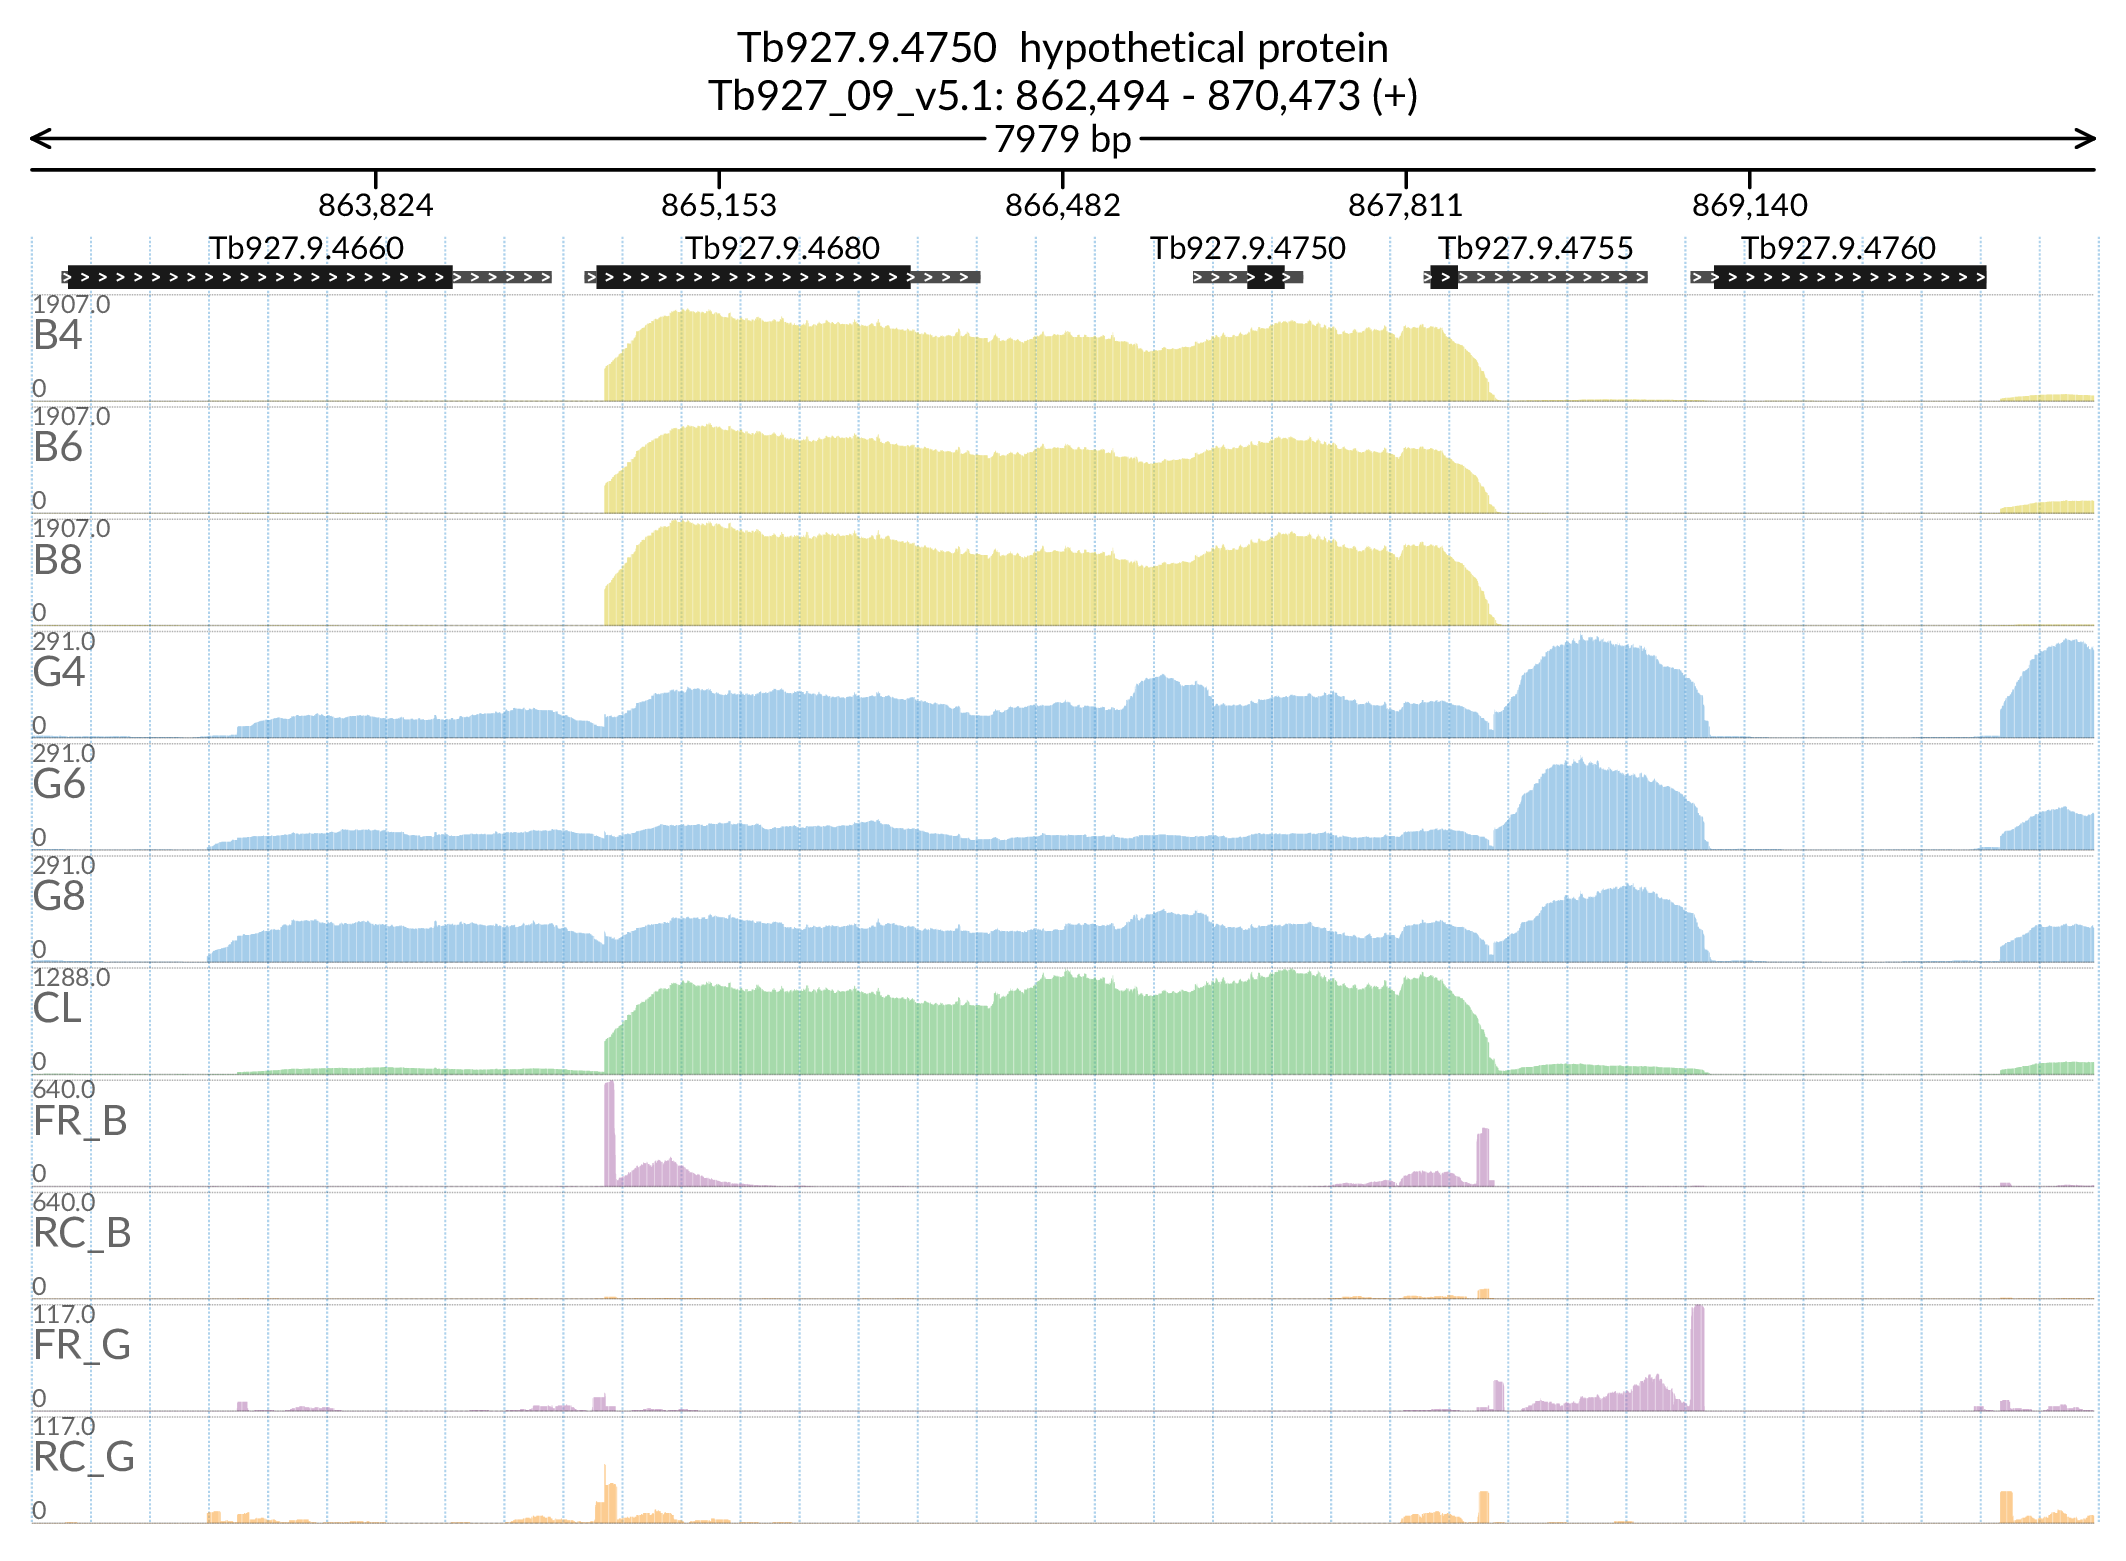 Tb927.9.4750  hypothetical protein
Tb927_09_v5.1: 862,494 - 870,473 (+)
7979 bp
863,824 865,153 866,482 867,811 869,140
Tb927.9.4660 Tb927.9.4680 Tb927.9.4750 Tb927.9.4755 Tb927.9.4760
1907.0
B4
0
1907.0
B6
0
1907.0
B8
0
291.0
G4
0
291.0
G6
0
291.0
G8
0
1288.0
CL
0
640.0
FR_B
0
640.0
RC_B
0
117.0
FR_G
0
117.0
RC_G
0